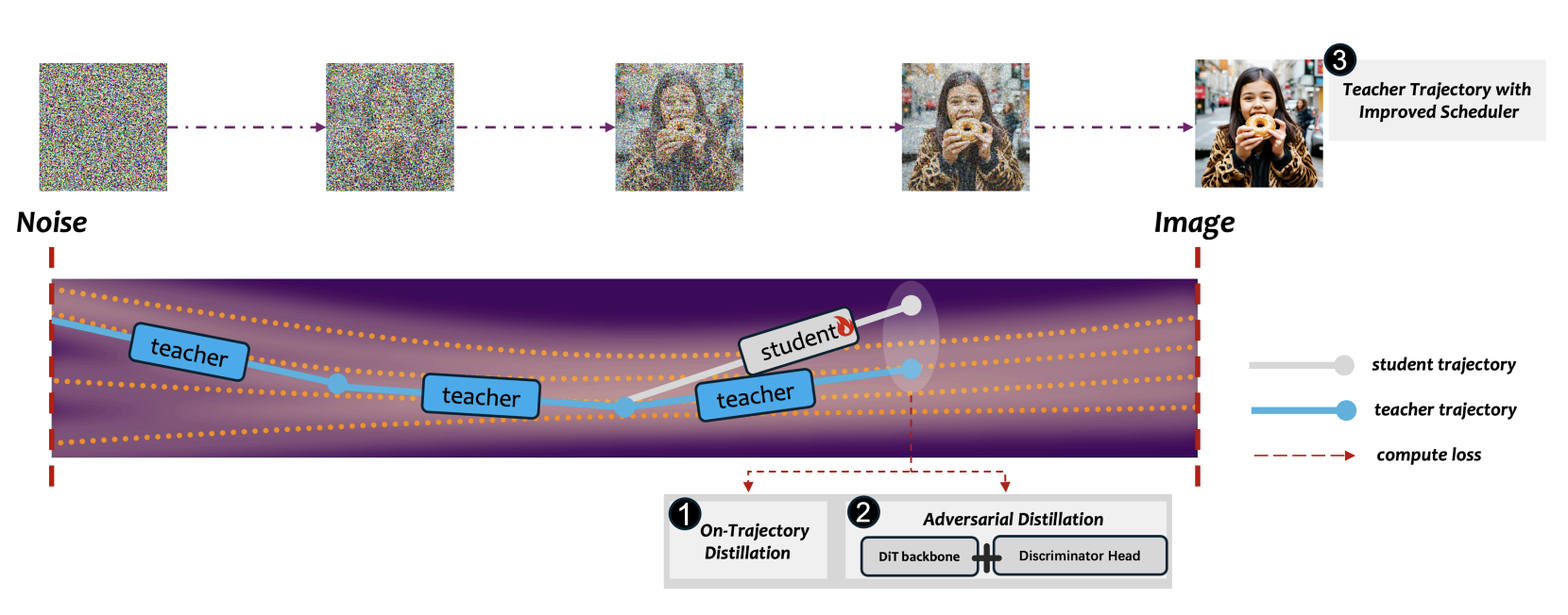 3
Teacher Trajectory with
Improved Scheduler
Noise
Image
teacher
teacher
student
teacher
student trajectory
teacher trajectory
compute loss
1
On-Trajectory
Distillation
2
Adversarial Distillation
DiT backbone
+
Discriminator Head